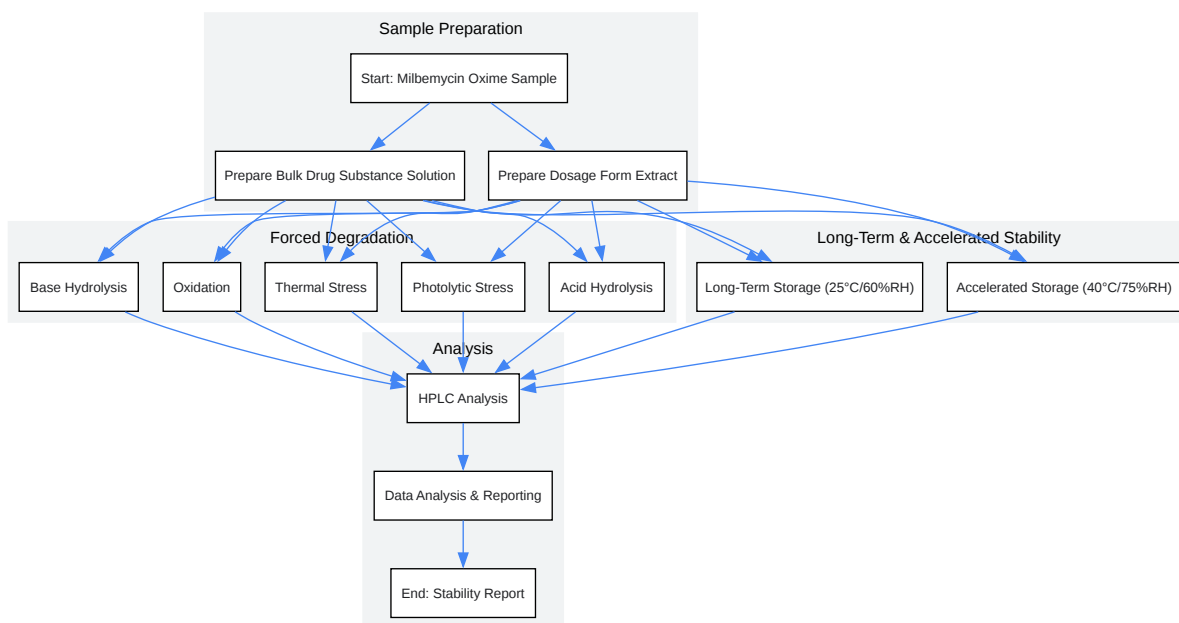 Sample Preparation
Start: Milbemycin Oxime Sample
Prepare Bulk Drug Substance Solution
Prepare Dosage Form Extract
Forced Degradation
Long-Term & Accelerated Stability
Base Hydrolysis
Oxidation
Thermal Stress
Photolytic Stress
Acid Hydrolysis
Long-Term Storage (25°C/60%RH)
Accelerated Storage (40°C/75%RH)
Analysis
HPLC Analysis
Data Analysis & Reporting
End: Stability Report